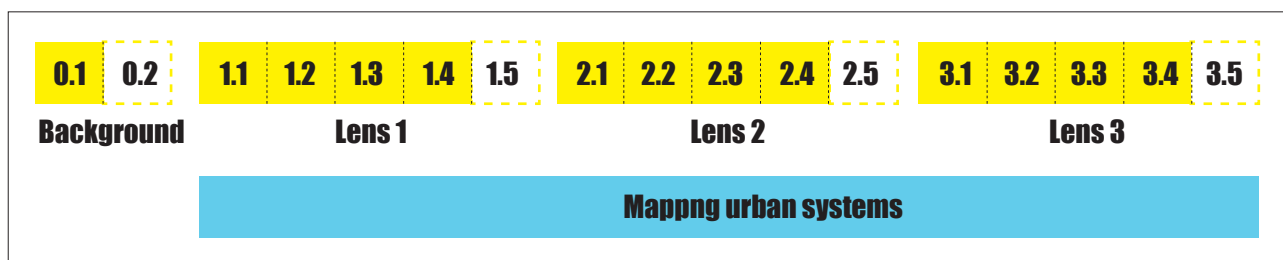 0.1 0.2 1.1 1.2 1.3 1.4 1.5 2.1 2.2 2.3 2.4 2.5 3.1 3.2 3.3 3.4 3.5
Background Lens 1 Lens 2 Lens 3
Mappng urban systems